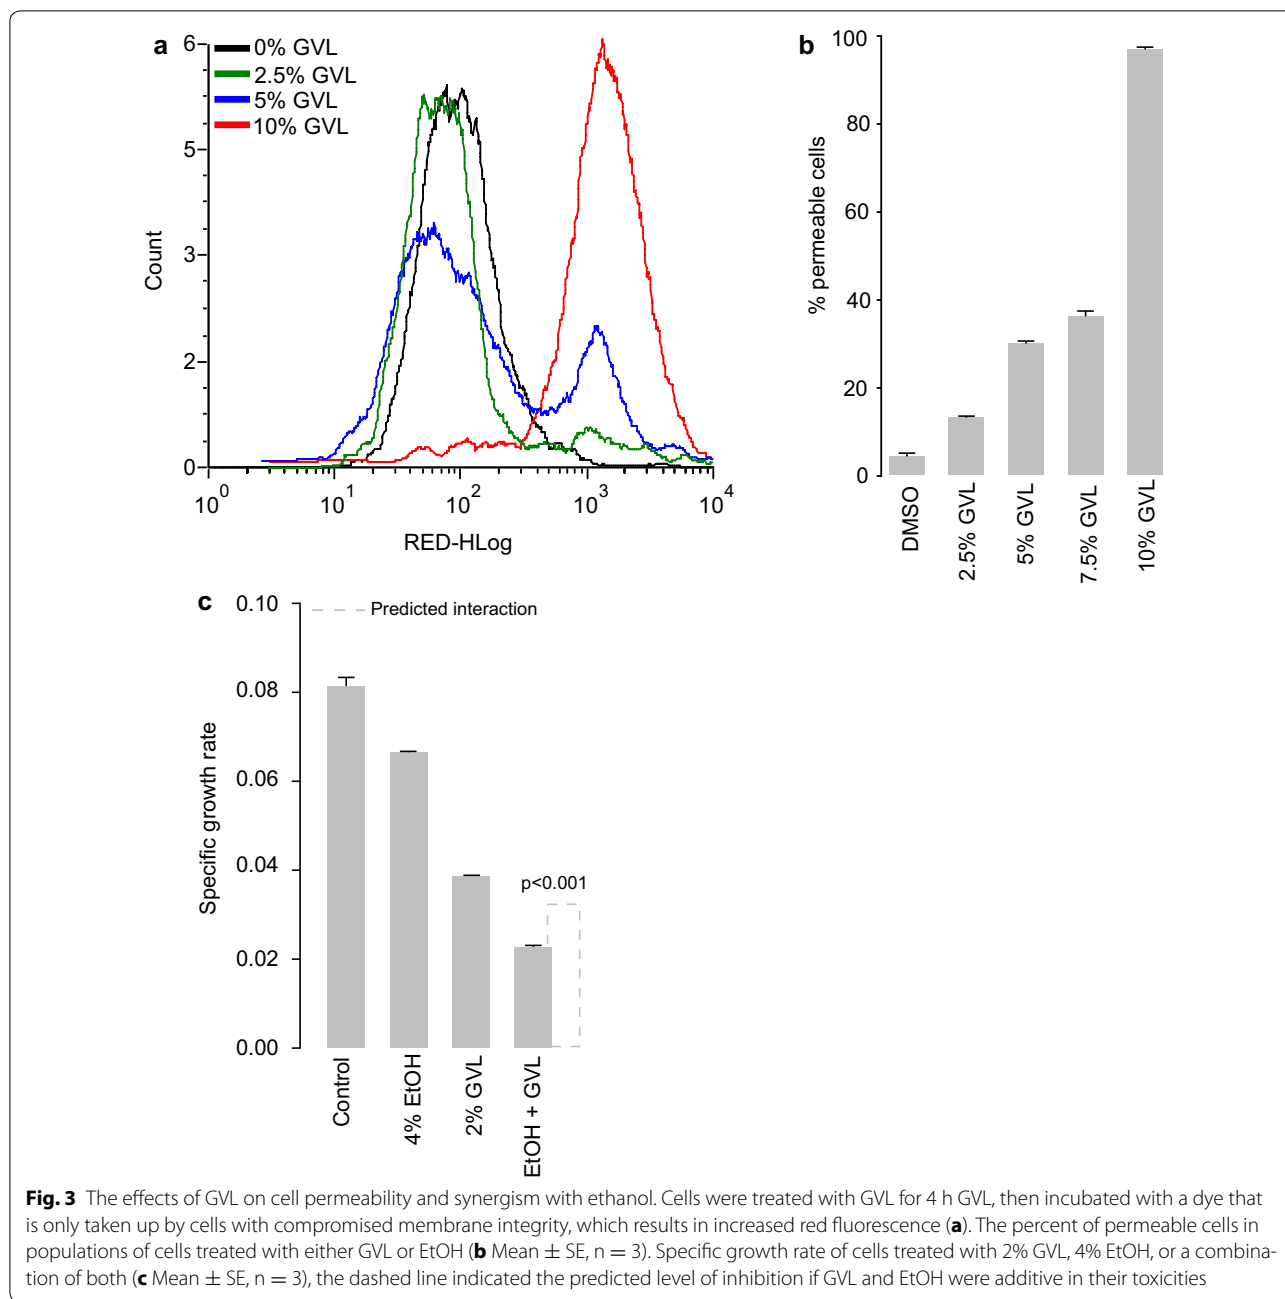 a
0% GVL
2.5% GVL
5% GVL
10% GVL
6
5
3
2
0
Count
10^0 10^1 10^2 10^3 10^4
RED-HLog
b
100
80
60
40
20
0
% permeable cells
DMSO
2.5% GVL
5% GVL
7.5% GVL
10% GVL
c
Predicted interaction
0.10
0.08
0.06
0.04
0.02
0.00
Specific growth rate
p<0.001
Control
4% EtOH
2% GVL
EtOH + GVL
Fig. 3 The effects of GVL on cell permeability and synergism with ethanol. Cells were treated with GVL for 4 h GVL, then incubated with a dye that
is only taken up by cells with compromised membrane integrity, which results in increased red fluorescence (a). The percent of permeable cells in
populations of cells treated with either GVL or EtOH (b Mean ± SE, n = 3). Specific growth rate of cells treated with 2% GVL, 4% EtOH, or a combina-
tion of both (c Mean ± SE, n = 3), the dashed line indicated the predicted level of inhibition if GVL and EtOH were additive in their toxicities